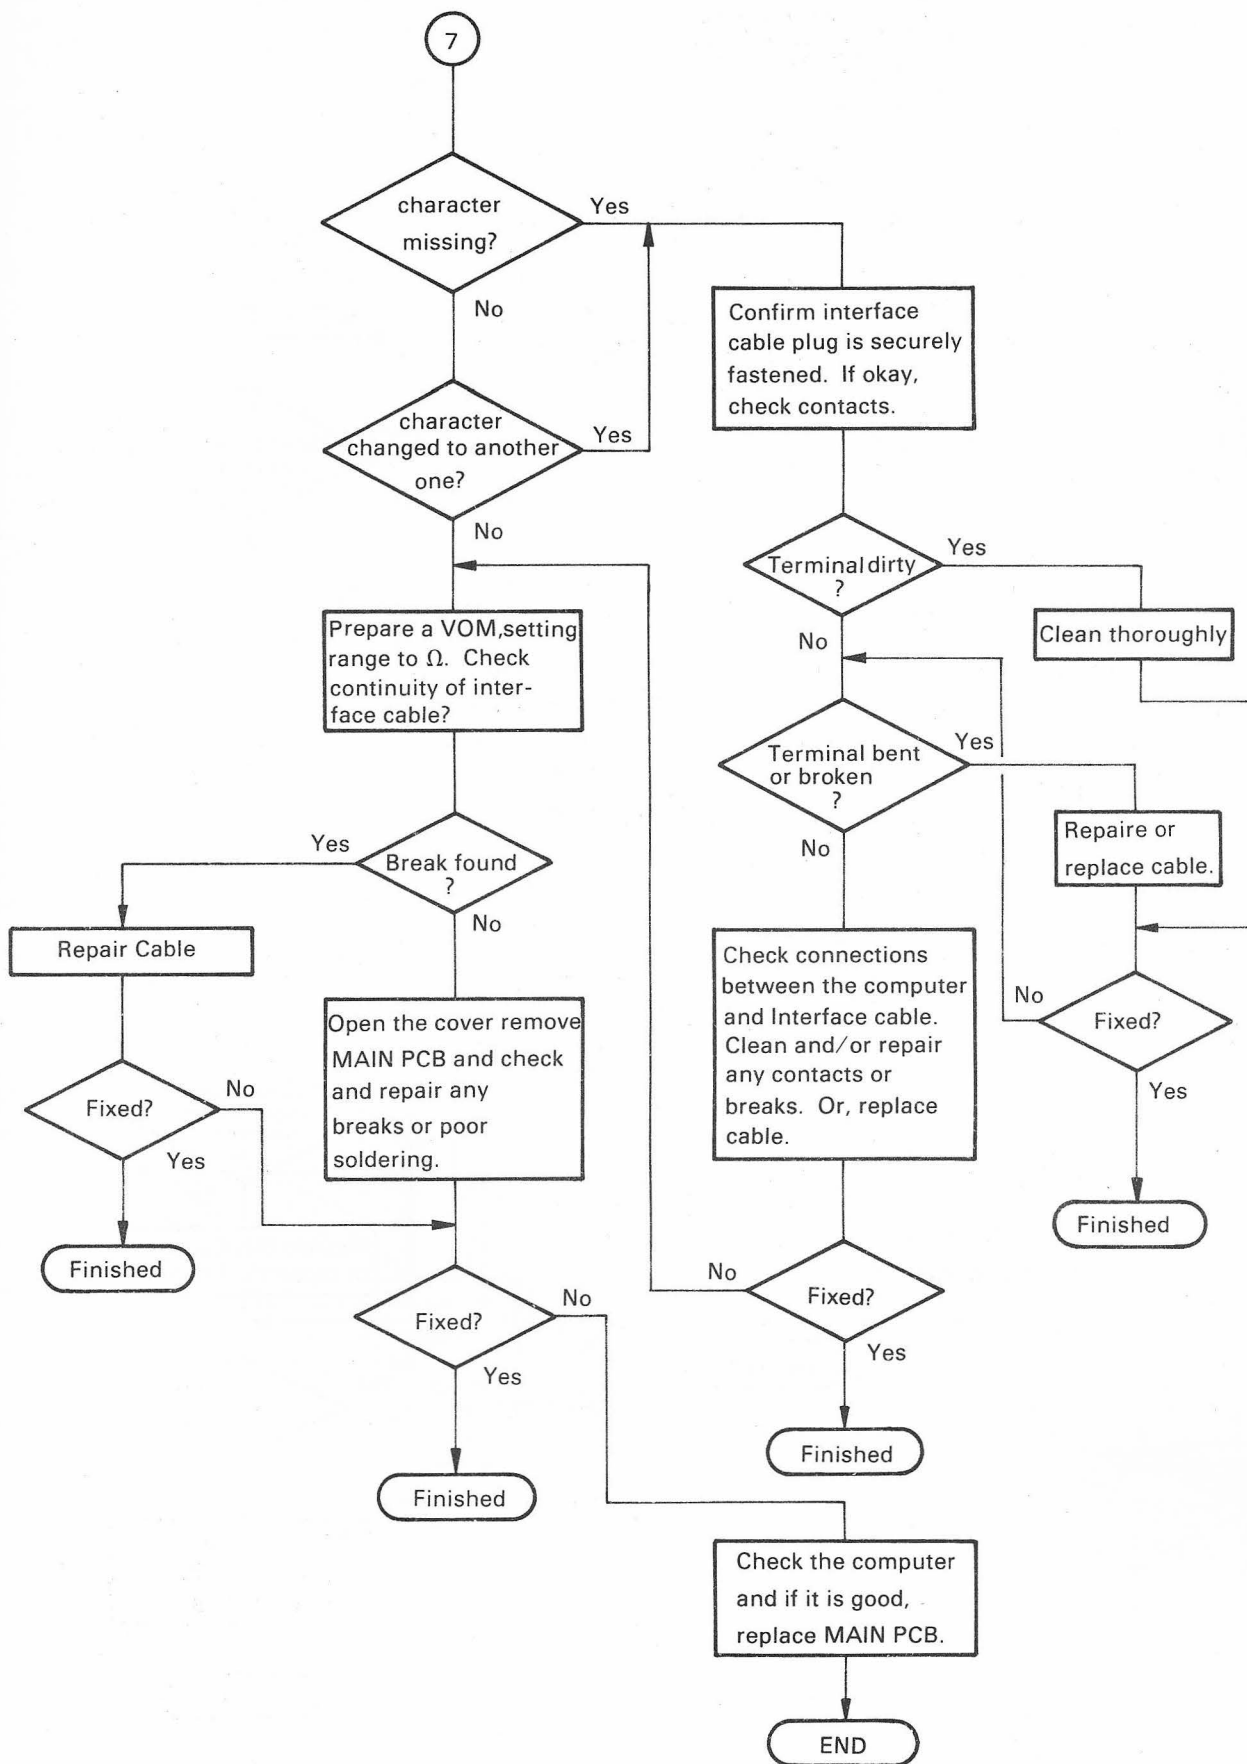 7
character
missing?
Yes
No
character
changed to another
one?
Yes
No
Confirm interface
cable plug is securely
fastened. If okay,
check contacts.
Terminal dirty
?
Yes
No
Clean thoroughly
Prepare a VOM,setting
range to Ω. Check
continuity of inter-
face cable?
Terminal bent
or broken
?
Yes
No
Repaire or
replace cable.
Break found
?
Yes
No
Repair Cable
Check connections
between the computer
and Interface cable.
Clean and/or repair
any contacts or
breaks. Or, replace
cable.
Fixed?
No
Yes
Finished
Open the cover remove
MAIN PCB and check
and repair any
breaks or poor
soldering.
Fixed?
No
Yes
Finished
Fixed?
No
Yes
Finished
Fixed?
No
Yes
Finished
Check the computer
and if it is good,
replace MAIN PCB.
END